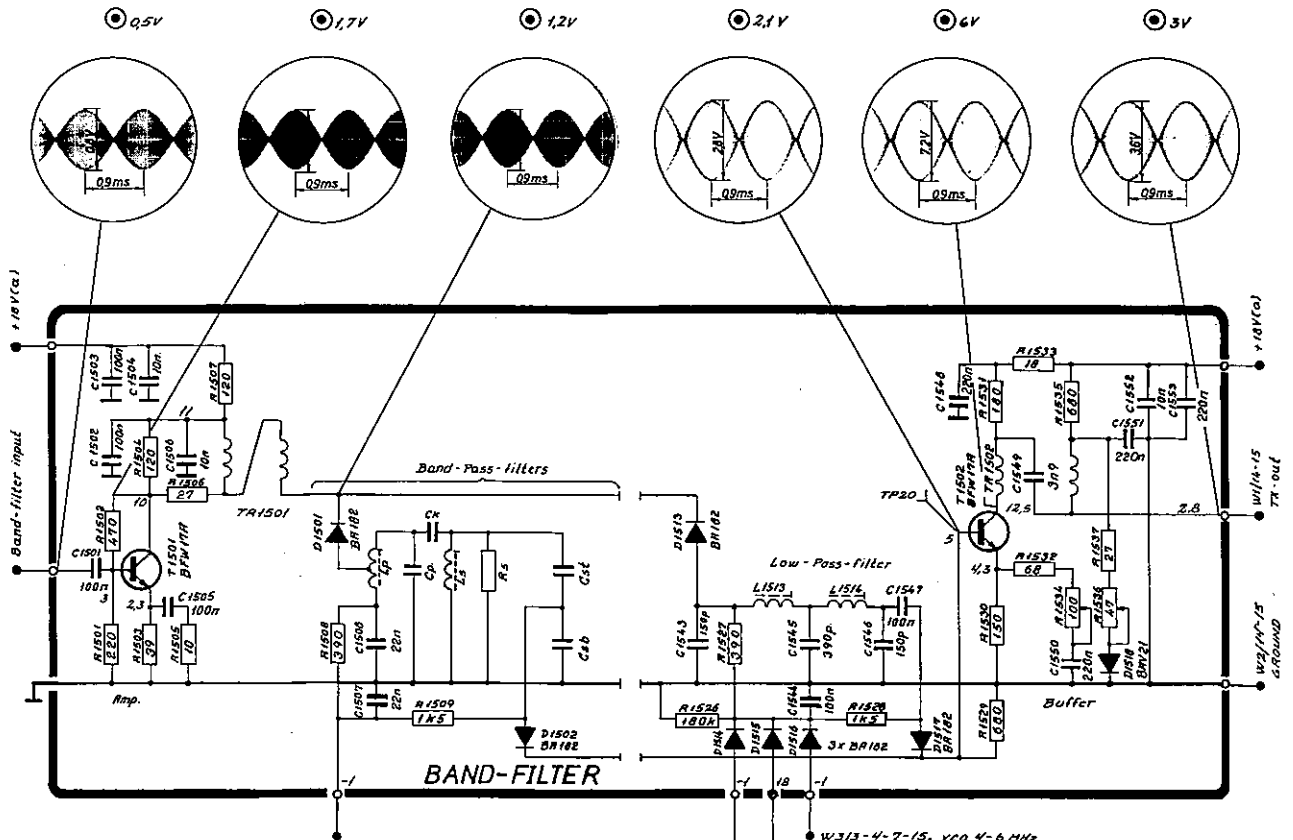 0,5V
1,7V
1,2V
2,1V
6V
3V
0,9ms
0,9ms
0,9ms
2,8V
0,9ms
7,2V
0,9ms
3,6V
0,9ms
+18V(a)
Band-filter input
C1503
100n
C1504
10n
R1507
120
C1502
100n
R1504
120
11
C1506
10n
R1506
27
10
R1502
470
C1501
100n
3
T1501
BFW17A
2,3
C1505
100n
R1501
220
R1503
39
R1505
10
Amp.
TR1501
Band-Pass-filters
D1501
BA182
Lp
Cp
Ck
Ls
Rs
Cst
Csb
R1508
390
C1508
22n
C1507
22n
R1509
1k5
D1502
BA182
BAND-FILTER
-1
D1513
BA182
Low-Pass-filter
L1513
L1514
C1547
100n
C1543
150p
R1527
390
C1545
390p
C1546
150p
C1544
100n
R1526
180k
R1528
1k5
D1514
D1515
D1516
3x BA182
D1517
BA182
-1
18
-1
W3/3-4-7-15. VCO 4-6 MHz
TP20
5
T1502
BFW17A
TR1502
12,5
4,3
C1548
220n
R1531
180
R1533
18
R1535
680
C1549
3n9
C1551
220n
C1552
10n
C1553
220n
R1532
68
R1530
150
R1534
100
C1550
220n
R1537
27
R1536
47
D1518
BAV21
R1529
680
Buffer
2,8
+18V(a)
W1/14-15
TX-out
W2/14-15
GROUND